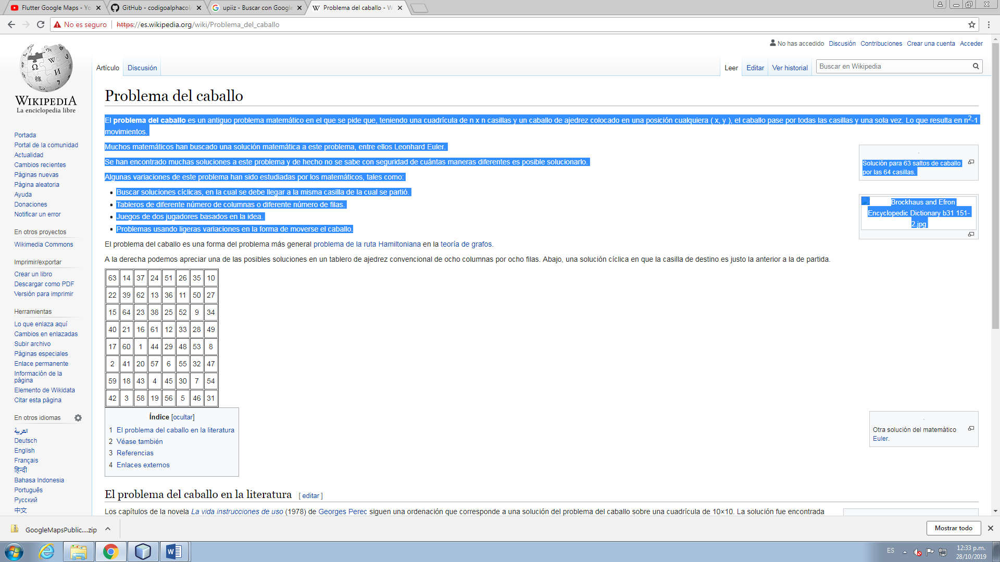 Flutter Google Maps - Yo
GitHub - codigoalphacol/
upiiz - Buscar con Google
Problema del caballo - W
No es seguro
https://es.wikipedia.org/wiki/Problema_del_caballo
No has accedido Discusión Contribuciones Crear una cuenta Acceder
Artículo Discusión
Leer Editar Ver historial
Buscar en Wikipedia
WIKIPEDIA
La enciclopedia libre
Portada
Portal de la comunidad
Actualidad
Cambios recientes
Páginas nuevas
Página aleatoria
Ayuda
Donaciones
Notificar un error
En otros proyectos
Wikimedia Commons
Imprimir/exportar
Crear un libro
Descargar como PDF
Versión para imprimir
Herramientas
Lo que enlaza aquí
Cambios en enlazadas
Subir archivo
Páginas especiales
Enlace permanente
Información de la
página
Elemento de Wikidata
Citar esta página
En otros idiomas
العربية
Deutsch
English
Français
हिन्दी
Bahasa Indonesia
Português
Русский
中文
Problema del caballo
El problema del caballo es un antiguo problema matemático en el que se pide que, teniendo una cuadrícula de n x n casillas y un caballo de ajedrez colocado en una posición cualquiera ( x, y ), el caballo pase por todas las casillas y una sola vez. Lo que resulta en n²-1
movimientos.
Muchos matemáticos han buscado una solución matemática a este problema, entre ellos Leonhard Euler.
Se han encontrado muchas soluciones a este problema y de hecho no se sabe con seguridad de cuántas maneras diferentes es posible solucionarlo.
Algunas variaciones de este problema han sido estudiadas por los matemáticos, tales como:
• Buscar soluciones cíclicas, en la cual se debe llegar a la misma casilla de la cual se partió.
• Tableros de diferente número de columnas o diferente número de filas.
• Juegos de dos jugadores basados en la idea.
• Problemas usando ligeras variaciones en la forma de moverse el caballo.
Solución para 63 saltos de caballo
por las 64 casillas.
Brockhaus and Efron
Encyclopedic Dictionary b31 151-
2.jpg
El problema del caballo es una forma del problema más general problema de la ruta Hamiltoniana en la teoría de grafos.
A la derecha podemos apreciar una de las posibles soluciones en un tablero de ajedrez convencional de ocho columnas por ocho filas. Abajo, una solución cíclica en que la casilla de destino es justo la anterior a la de partida.
63 14 37 24 51 26 35 10
22 39 62 13 36 11 50 27
15 64 23 38 25 52 9 34
40 21 16 61 12 33 28 49
17 60 1 44 29 48 53 8
2 41 20 57 6 55 32 47
59 18 43 4 45 30 7 54
42 3 58 19 56 5 46 31
Índice [ocultar]
1 El problema del caballo en la literatura
2 Véase también
3 Referencias
4 Enlaces externos
Otra solución del matemático
Euler.
El problema del caballo en la literatura [ editar ]
Los capítulos de la novela La vida instrucciones de uso (1978) de Georges Perec siguen una ordenación que corresponde a una solución del problema del caballo sobre una cuadrícula de 10×10. La solución fue encontrada
GoogleMapsPublic....zip
Mostrar todo
ES
12:33 p.m.
28/10/2019